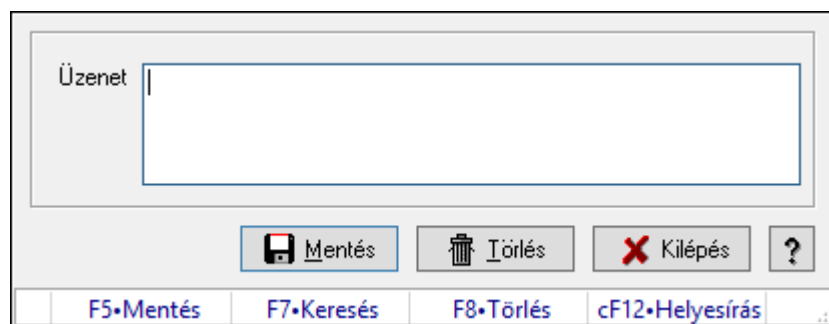 Üzenet
Mentés Törlés Kilépés ?
F5•Mentés F7•Keresés F8•Törlés cF12•Helyesírás